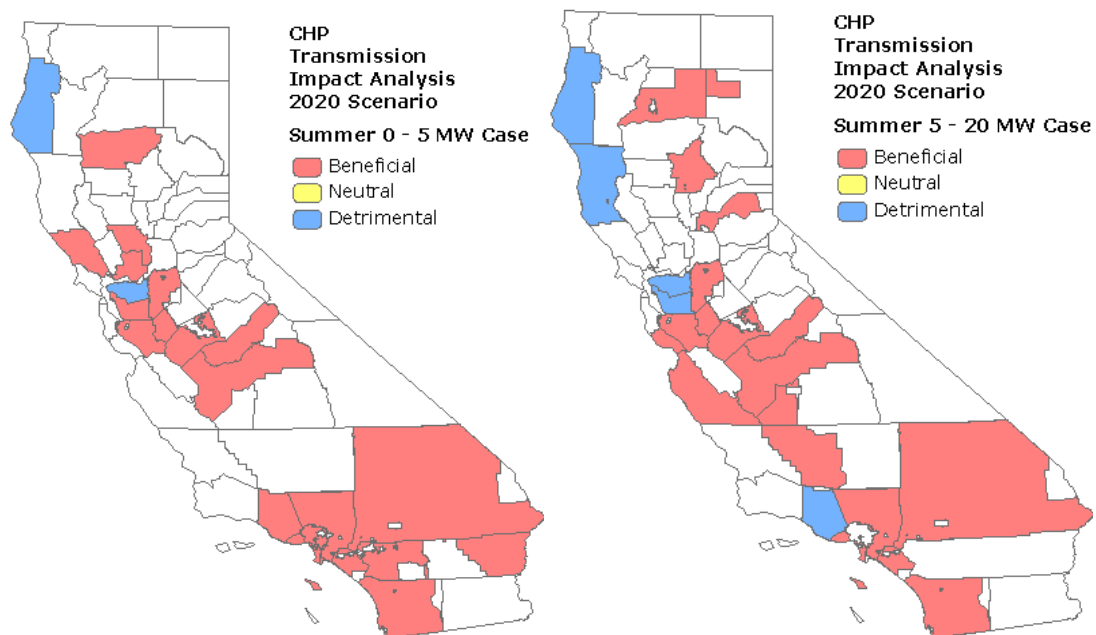 CHP
Transmission
Impact Analysis
2020 Scenario
Summer 0 - 5 MW Case
Beneficial
Neutral
Detrimental
CHP
Transmission
Impact Analysis
2020 Scenario
Summer 5 - 20 MW Case
Beneficial
Neutral
Detrimental